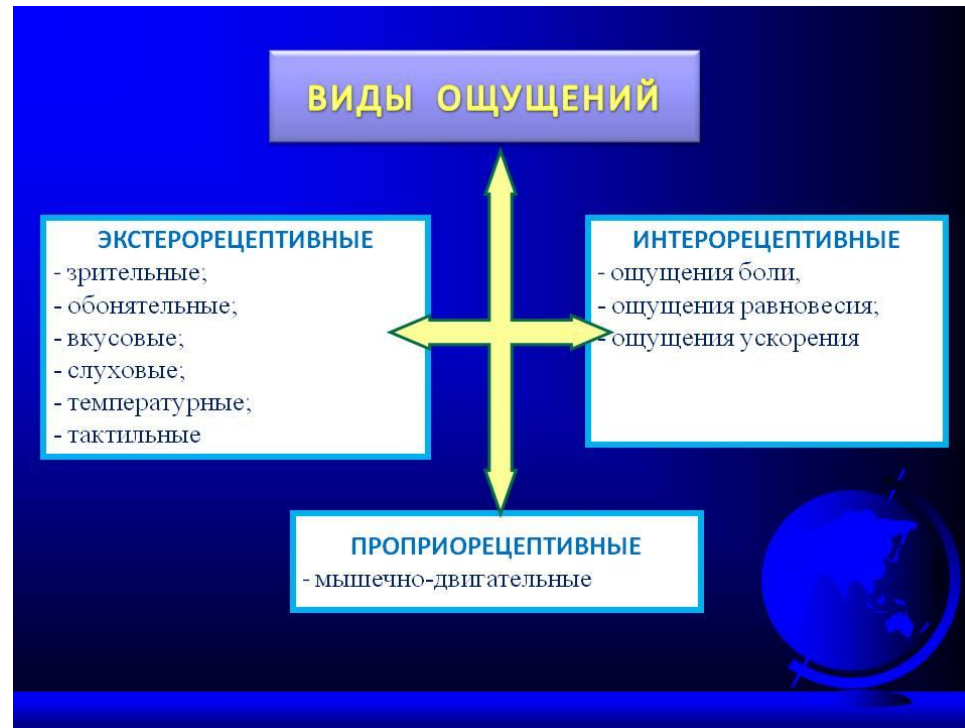 ВИДЫ ОЩУЩЕНИЙ
ЭКСТЕРОРЕЦЕПТИВНЫЕ
- зрительные;
- обонятельные;
- вкусовые;
- слуховые;
- температурные;
- тактильные
ИНТЕРОРЕЦЕПТИВНЫЕ
- ощущения боли,
- ощущения равновесия;
- ощущения ускорения
ПРОПРИОРЕЦЕПТИВНЫЕ
- мышечно-двигательные